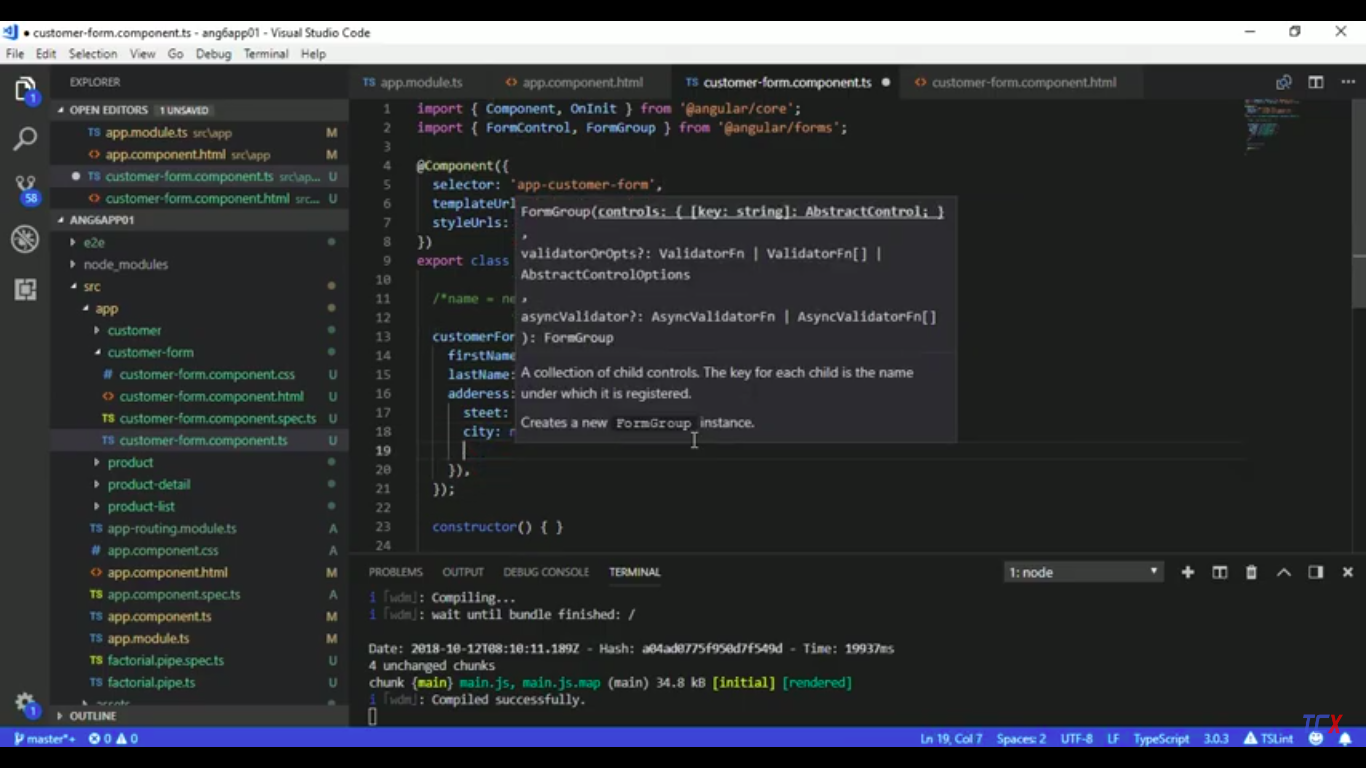 customer-form.component.ts - ang6app01 - Visual Studio Code
File Edit Selection View Go Debug Terminal Help
EXPLORER
OPEN EDITORS 1 UNSAVED
TS app.module.ts src\app M
<> app.component.html src\app M
● TS customer-form.component.ts src\ap... U
<> customer-form.component.html src... U
ANG6APP01
e2e
node_modules
src
app
customer
customer-form
# customer-form.component.css U
<> customer-form.component.html U
TS customer-form.component.spec.ts U
TS customer-form.component.ts U
product
product-detail
product-list
TS app-routing.module.ts A
# app.component.css A
<> app.component.html M
TS app.component.spec.ts A
TS app.component.ts M
TS app.module.ts M
TS factorial.pipe.spec.ts U
TS factorial.pipe.ts U
OUTLINE
1
58
1
TS app.module.ts <> app.component.html TS customer-form.component.ts ● <> customer-form.component.html
1 import { Component, OnInit } from '@angular/core';
2 import { FormControl, FormGroup } from '@angular/forms';
3
4 @Component({
5 selector: 'app-customer-form',
6 templateUrl
7 styleUrls:
8 })
9 export class
10
11 /*name = ne
12
13 customerFor
14 firstName
15 lastName:
16 adderess:
17 steet:
18 city: n
19
20 }),
21 });
22
23 constructor() { }
24
FormGroup(controls: { [key: string]: AbstractControl; }
,
validatorOrOpts?: ValidatorFn | ValidatorFn[] |
AbstractControlOptions
,
asyncValidator?: AsyncValidatorFn | AsyncValidatorFn[]
): FormGroup
A collection of child controls. The key for each child is the name
under which it is registered.
Creates a new FormGroup instance.
PROBLEMS OUTPUT DEBUG CONSOLE TERMINAL 1: node
i ｢wdm｣: Compiling...
i ｢wdm｣: wait until bundle finished: /
Date: 2018-10-12T08:10:11.189Z - Hash: a04ad0775f950d7f549d - Time: 19937ms
4 unchanged chunks
chunk {main} main.js, main.js.map (main) 34.8 kB [initial] [rendered]
i ｢wdm｣: Compiled successfully.
TCX
master*+ 0 0 Ln 19, Col 7 Spaces: 2 UTF-8 LF TypeScript 3.0.3 TSLint